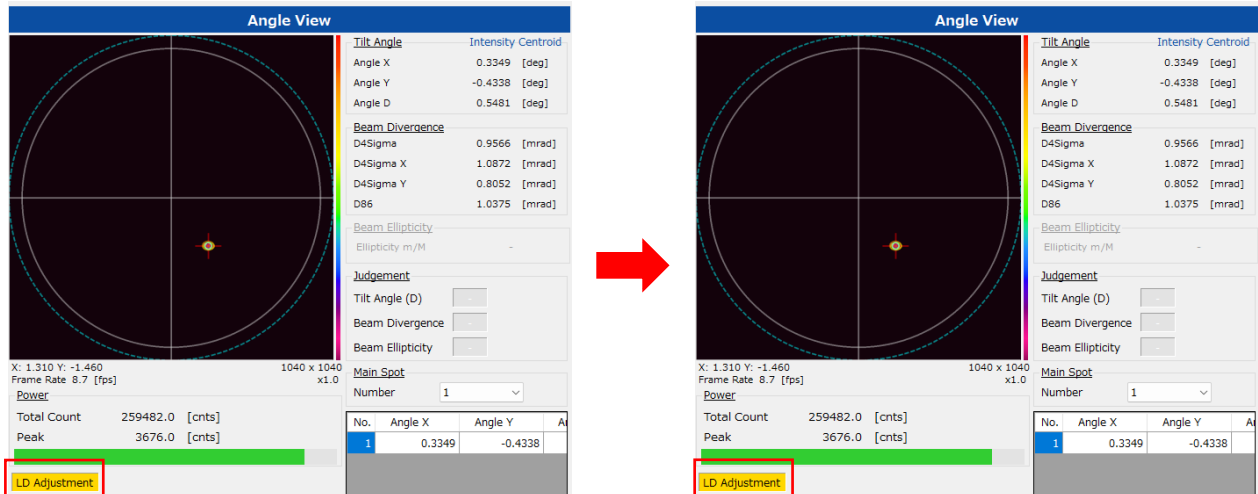 Angle View
Tilt Angle Intensity Centroid
Angle X 0.3349 [deg]
Angle Y -0.4338 [deg]
Angle D 0.5481 [deg]
Beam Divergence
D4Sigma 0.9566 [mrad]
D4Sigma X 1.0872 [mrad]
D4Sigma Y 0.8052 [mrad]
D86 1.0375 [mrad]
Beam Ellipticity
Ellipticity m/M -
Judgement
Tilt Angle (D) -
Beam Divergence -
Beam Ellipticity -
X: 1.310 Y: -1.460 1040 x 1040
Frame Rate 8.7 [fps] x1.0
Main Spot
Number 1
Power
Total Count 259482.0 [cnts]
Peak 3676.0 [cnts]
No. Angle X Angle Y
1 0.3349 -0.4338
LD Adjustment
Angle View
Tilt Angle Intensity Centroid
Angle X 0.3349 [deg]
Angle Y -0.4338 [deg]
Angle D 0.5481 [deg]
Beam Divergence
D4Sigma 0.9566 [mrad]
D4Sigma X 1.0872 [mrad]
D4Sigma Y 0.8052 [mrad]
D86 1.0375 [mrad]
Beam Ellipticity
Ellipticity m/M -
Judgement
Tilt Angle (D) -
Beam Divergence -
Beam Ellipticity -
X: 1.310 Y: -1.460 1040 x 1040
Frame Rate 8.7 [fps] x1.0
Main Spot
Number 1
Power
Total Count 259482.0 [cnts]
Peak 3676.0 [cnts]
No. Angle X Angle Y
1 0.3349 -0.4338
LD Adjustment